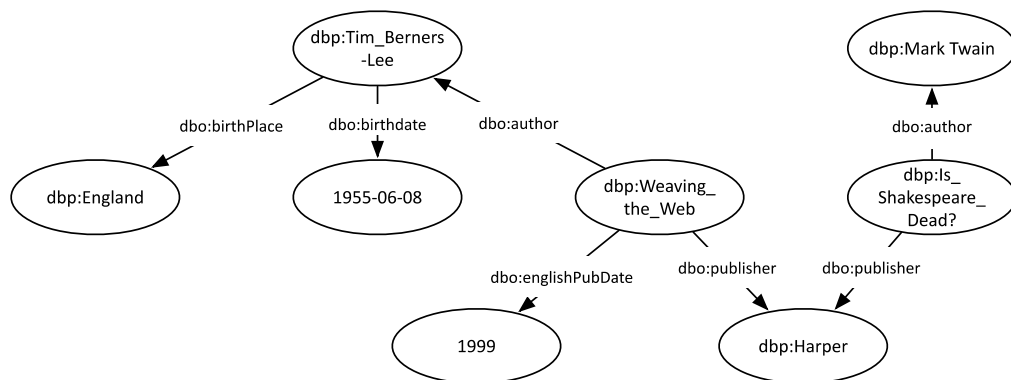 dbp:Tim_Berners
-Lee
dbp:Mark Twain
dbo:birthPlace
dbo:birthdate
dbo:author
dbo:author
dbp:England
1955-06-08
dbp:Weaving_
the_Web
dbp:Is_
Shakespeare_
Dead?
dbo:englishPubDate
dbo:publisher
dbo:publisher
1999
dbp:Harper